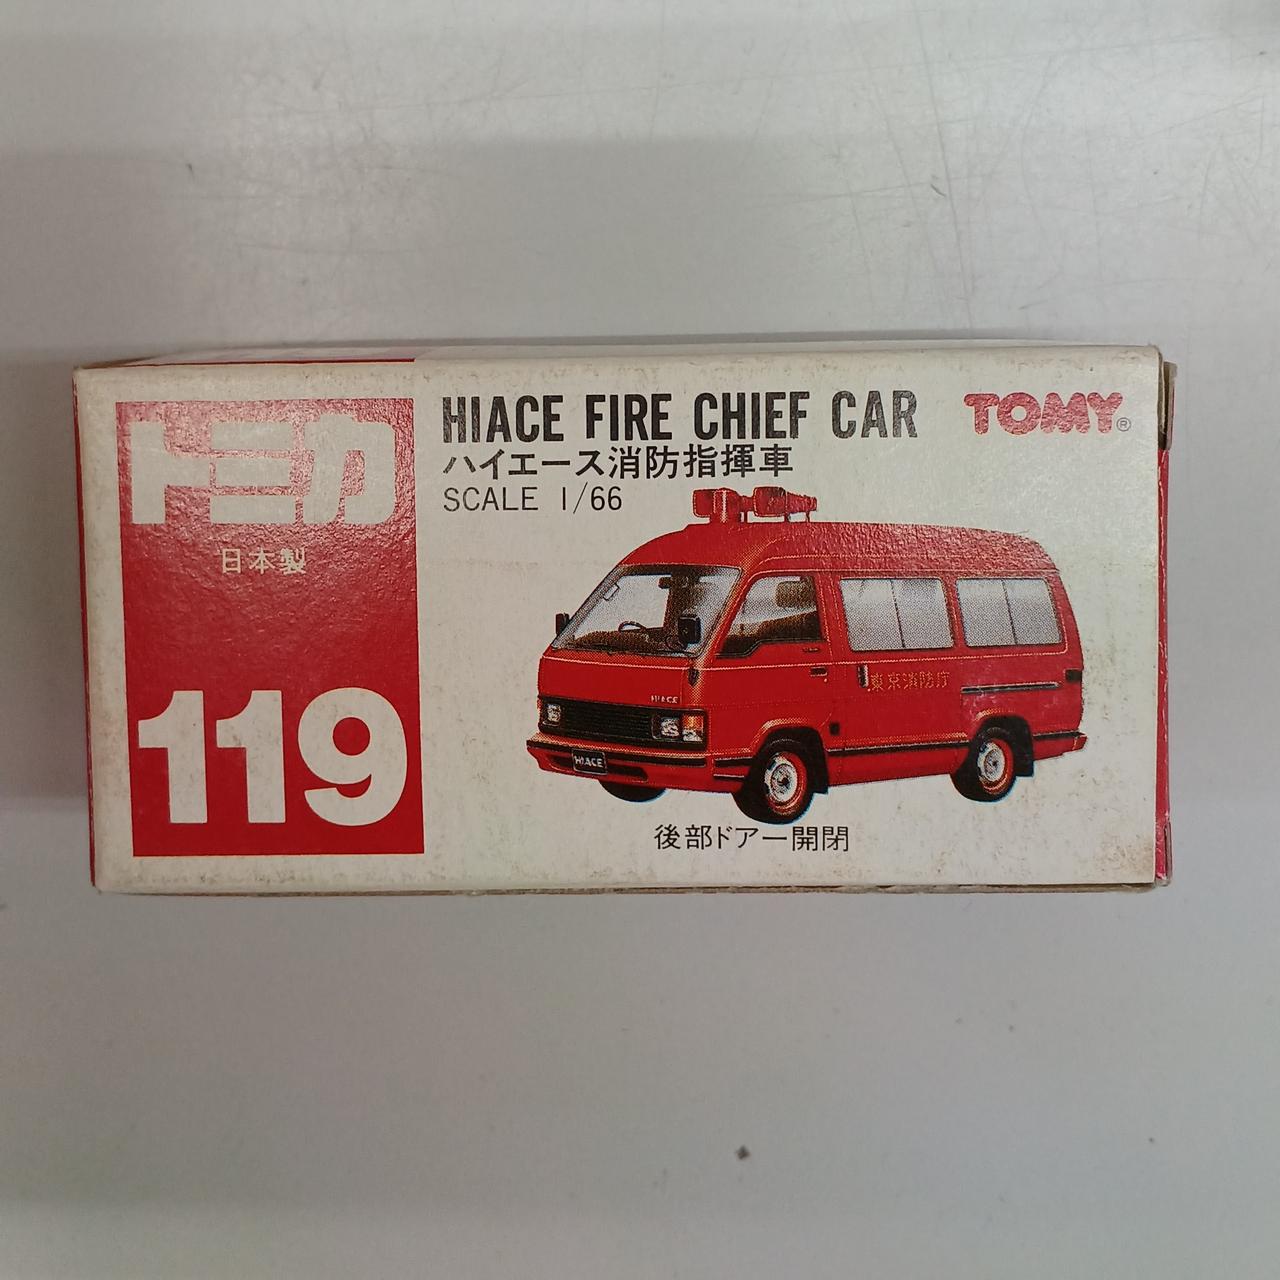 トミカ
日本製
119
HIACE FIRE CHIEF CAR
TOMY®
ハイエース消防指揮車
SCALE 1/66
HIACE
東京消防庁
HIACE
後部ドアー開閉